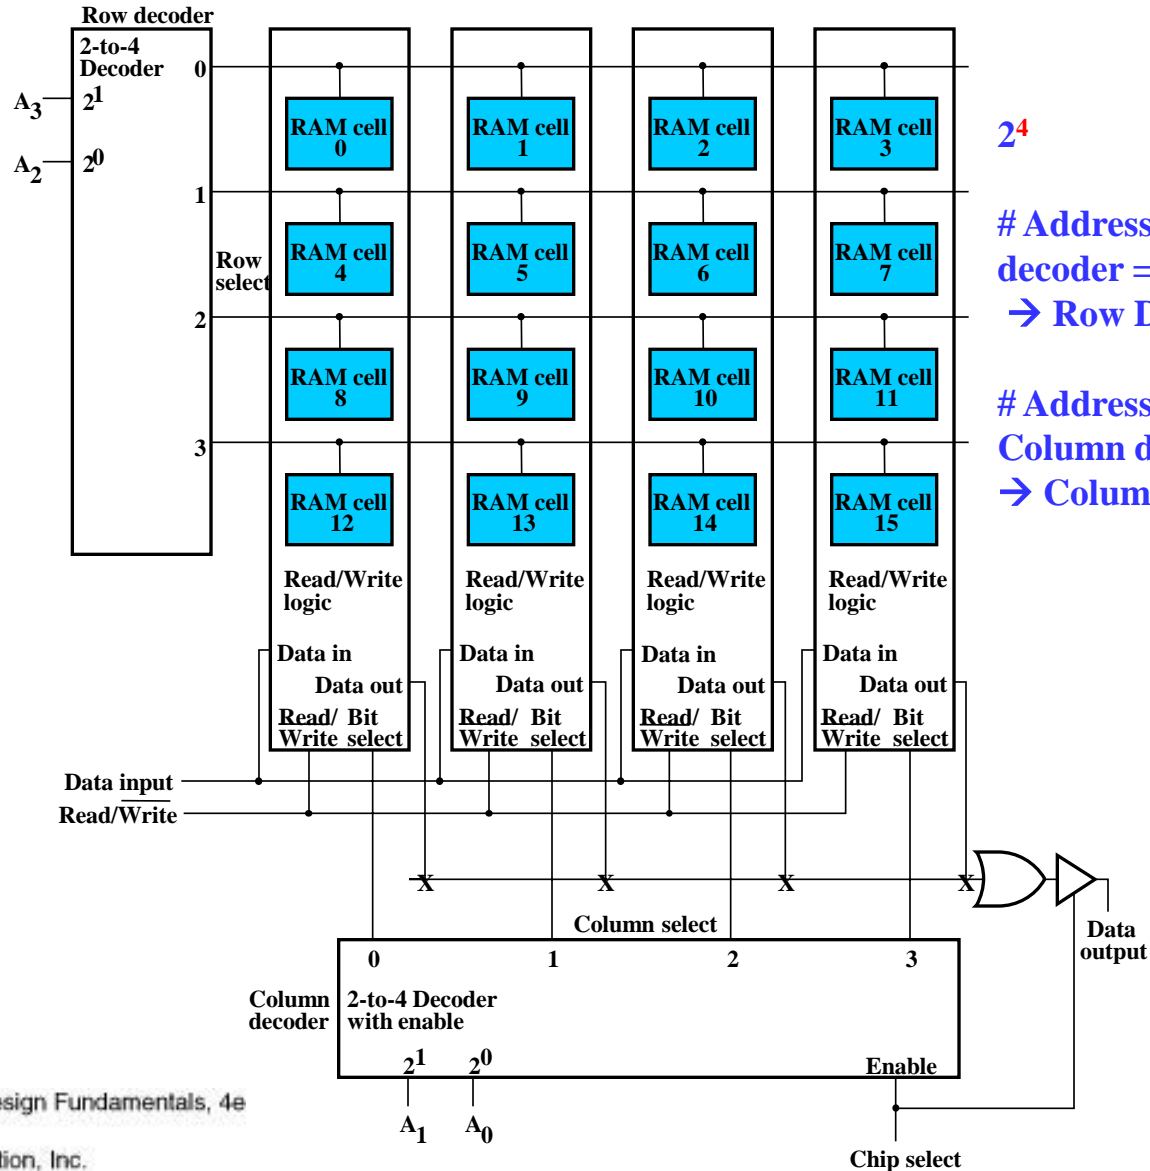 Row decoder
2-to-4
Decoder
0
A3
2^1
A2
2^0
1
Row
select
2
3
RAM cell
0
RAM cell
1
RAM cell
2
RAM cell
3
RAM cell
4
RAM cell
5
RAM cell
6
RAM cell
7
RAM cell
8
RAM cell
9
RAM cell
10
RAM cell
11
RAM cell
12
RAM cell
13
RAM cell
14
RAM cell
15
Read/Write
logic
Read/Write
logic
Read/Write
logic
Read/Write
logic
Data in
Data in
Data in
Data in
Data out
Data out
Data out
Data out
Read/ Bit
Write select
Read/ Bit
Write select
Read/ Bit
Write select
Read/ Bit
Write select
Data input
Read/Write
X X X X
Data
output
Column select
0 1 2 3
Column
decoder
2-to-4 Decoder
with enable
2^1 2^0
Enable
A1 A0
Chip select
2^4
# Address
decoder =
→ Row D
# Address
Column d
→ Colum
esign Fundamentals, 4e
tion, Inc.